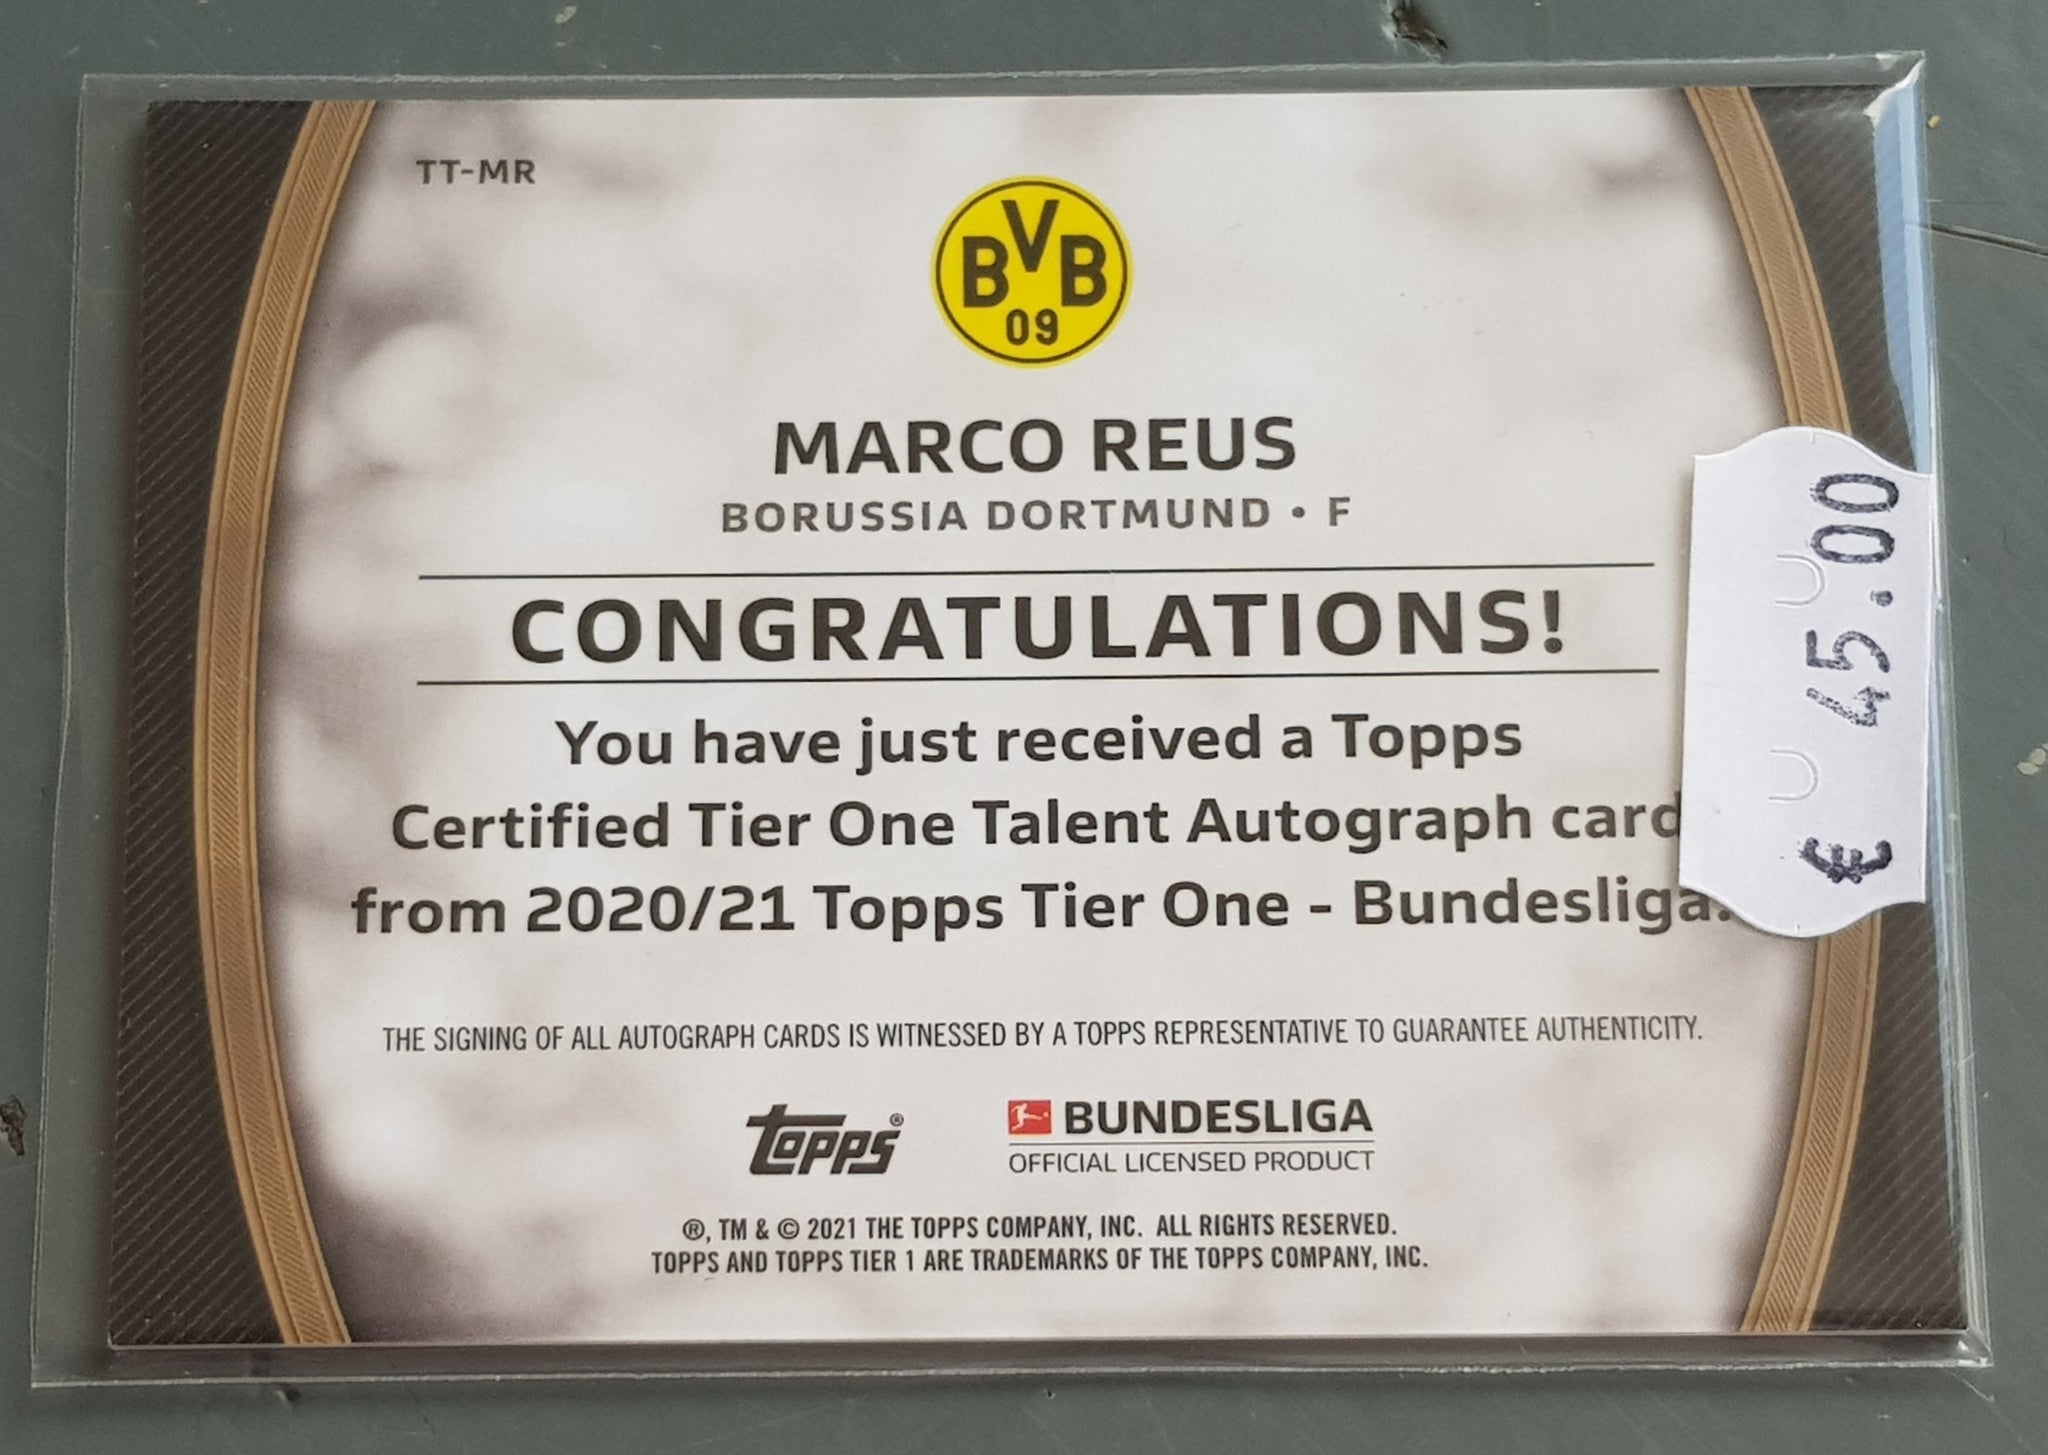 TT-MR
BVB
09
MARCO REUS
BORUSSIA DORTMUND • F
CONGRATULATIONS!
You have just received a Topps
Certified Tier One Talent Autograph card
from 2020/21 Topps Tier One - Bundesliga.
€ 45.00
THE SIGNING OF ALL AUTOGRAPH CARDS IS WITNESSED BY A TOPPS REPRESENTATIVE TO GUARANTEE AUTHENTICITY.
Topps®
BUNDESLIGA
OFFICIAL LICENSED PRODUCT
®, TM & © 2021 THE TOPPS COMPANY, INC. ALL RIGHTS RESERVED.
TOPPS AND TOPPS TIER 1 ARE TRADEMARKS OF THE TOPPS COMPANY, INC.